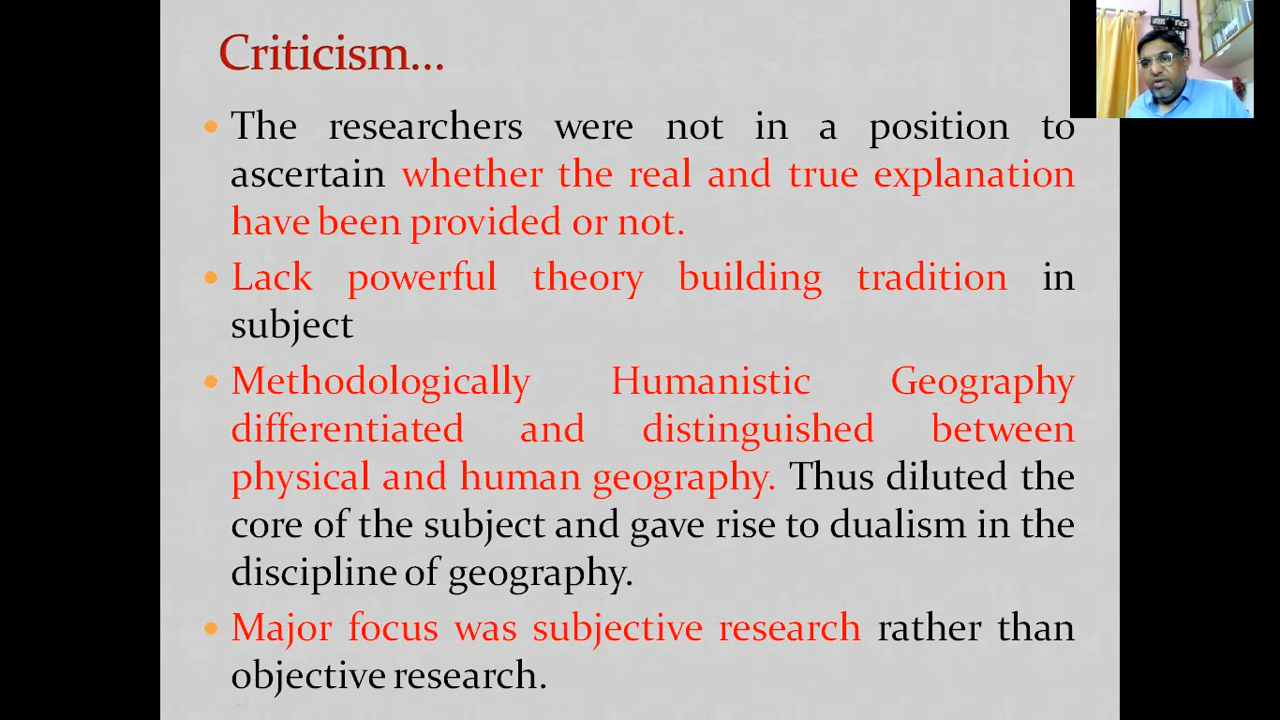 Criticism...
The researchers were not in a position to
ascertain whether the real and true explanation
have been provided or not.
Lack powerful theory building tradition in
subject
Methodologically Humanistic Geography
differentiated and distinguished between
physical and human geography. Thus diluted the
core of the subject and gave rise to dualism in the
discipline of geography.
Major focus was subjective research rather than
objective research.